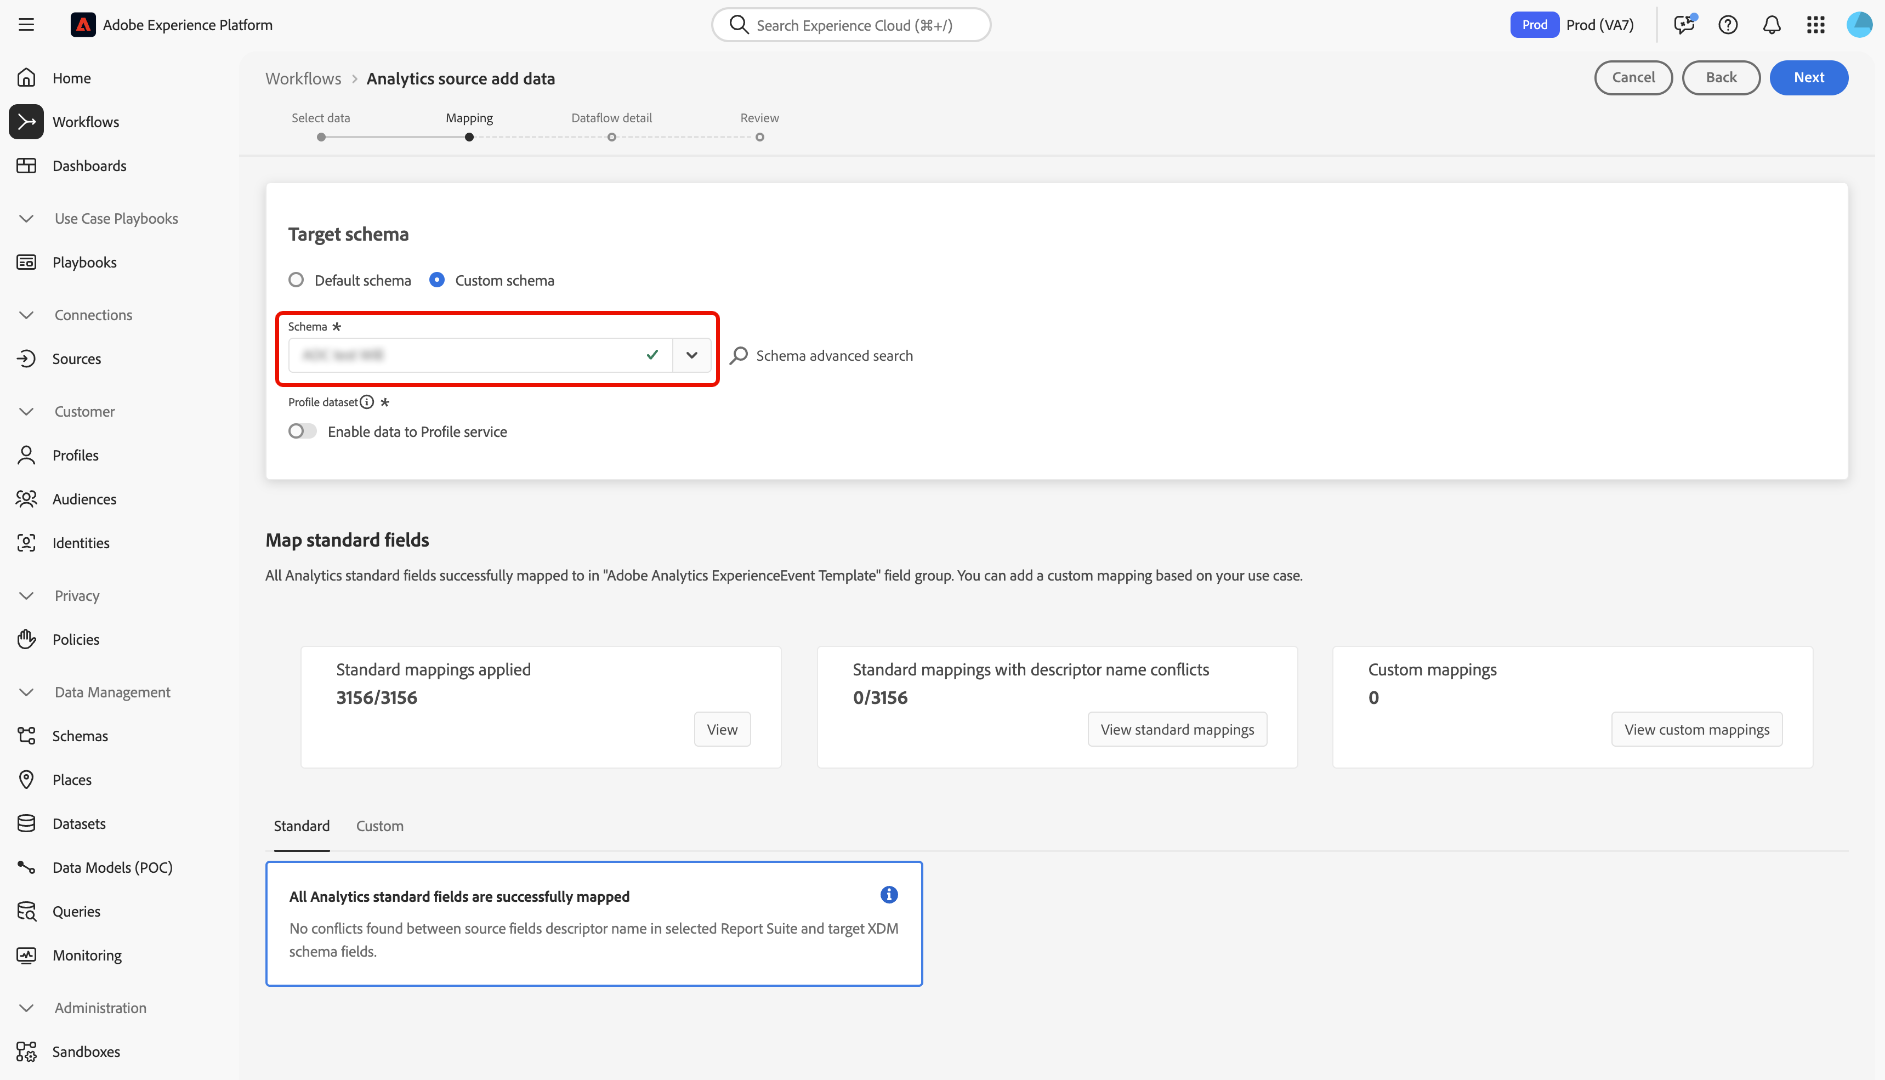 Adobe Experience Platform
Search Experience Cloud (⌘+/)
Prod
Prod (VA7)
Home
Workflows
Dashboards
Use Case Playbooks
Playbooks
Connections
Sources
Customer
Profiles
Audiences
Identities
Privacy
Policies
Data Management
Schemas
Places
Datasets
Data Models (POC)
Queries
Monitoring
Administration
Sandboxes
Workflows > Analytics source add data
Cancel
Back
Next
Select data
Mapping
Dataflow detail
Review
Target schema
Default schema
Custom schema
Schema *
Schema advanced search
Profile dataset *
Enable data to Profile service
Map standard fields
All Analytics standard fields successfully mapped to in "Adobe Analytics ExperienceEvent Template" field group. You can add a custom mapping based on your use case.
Standard mappings applied
3156/3156
View
Standard mappings with descriptor name conflicts
0/3156
View standard mappings
Custom mappings
0
View custom mappings
Standard
Custom
All Analytics standard fields are successfully mapped
No conflicts found between source fields descriptor name in selected Report Suite and target XDM
schema fields.